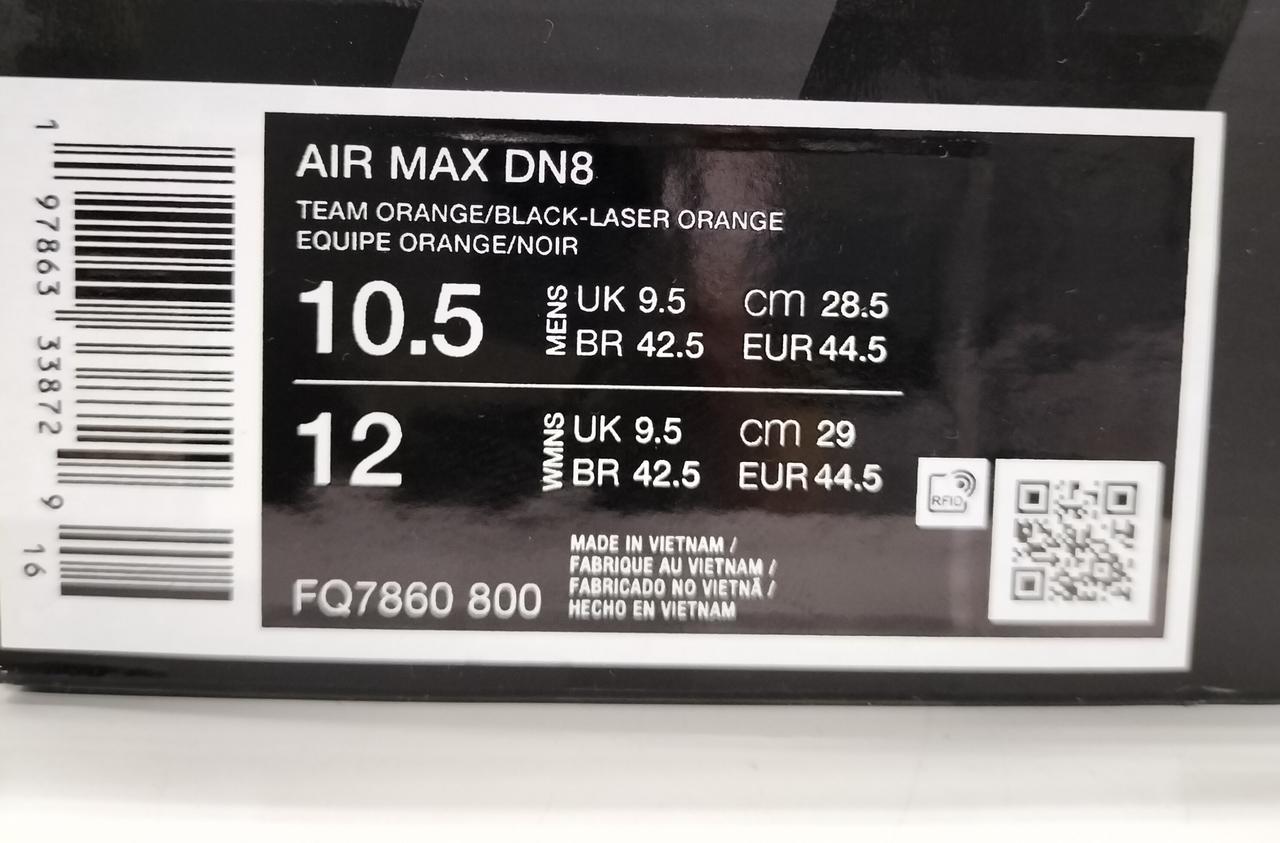 1 97863 33872 9 16
AIR MAX DN8
TEAM ORANGE/BLACK-LASER ORANGE
EQUIPE ORANGE/NOIR
10.5
MENS
UK 9.5 cm 28.5
BR 42.5 EUR 44.5
12
WMNS
UK 9.5 cm 29
BR 42.5 EUR 44.5
RFID
FQ7860 800
MADE IN VIETNAM /
FABRIQUE AU VIETNAM /
FABRICADO NO VIETNÃ /
HECHO EN VIETNAM